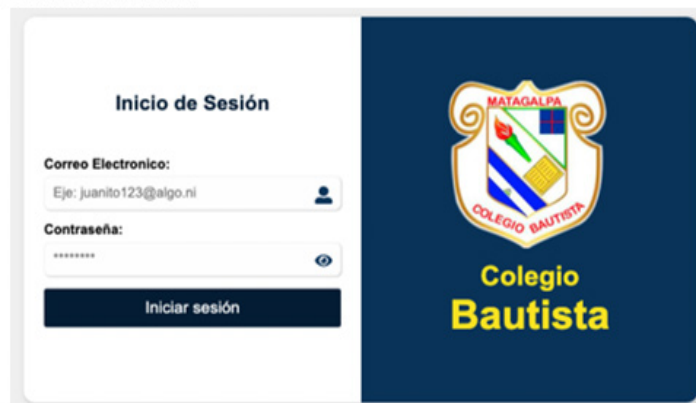 Inicio de Sesión
Correo Electronico:
Eje: juanito123@algo.ni
Contraseña:
********
Iniciar sesión
MATAGALPA
COLEGIO BAUTISTA
Colegio
Bautista